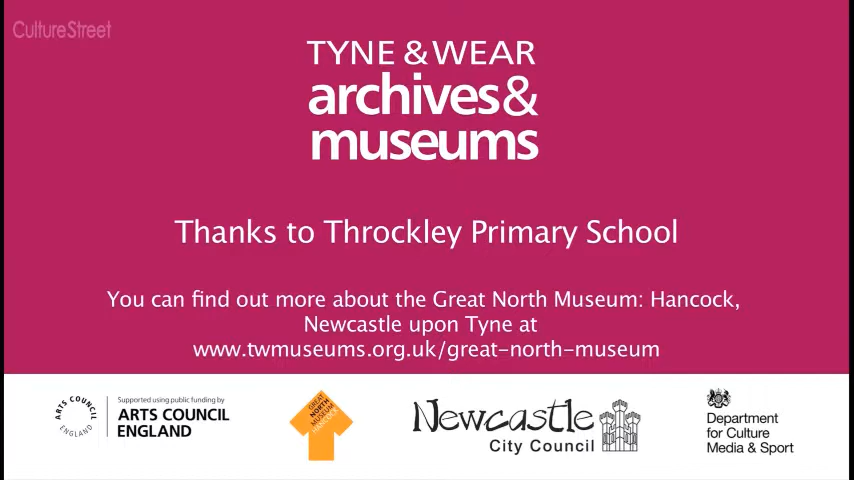 CultureStreet
TYNE & WEAR
archives&
museums
Thanks to Throckley Primary School
You can find out more about the Great North Museum: Hancock,
Newcastle upon Tyne at
www.twmuseums.org.uk/great-north-museum
ARTS COUNCIL
ENGLAND
Supported using public funding by
ARTS COUNCIL
ENGLAND
GREAT
NORTH
MUSEUM
HANCOCK
Newcastle
City Council
Department
for Culture
Media & Sport